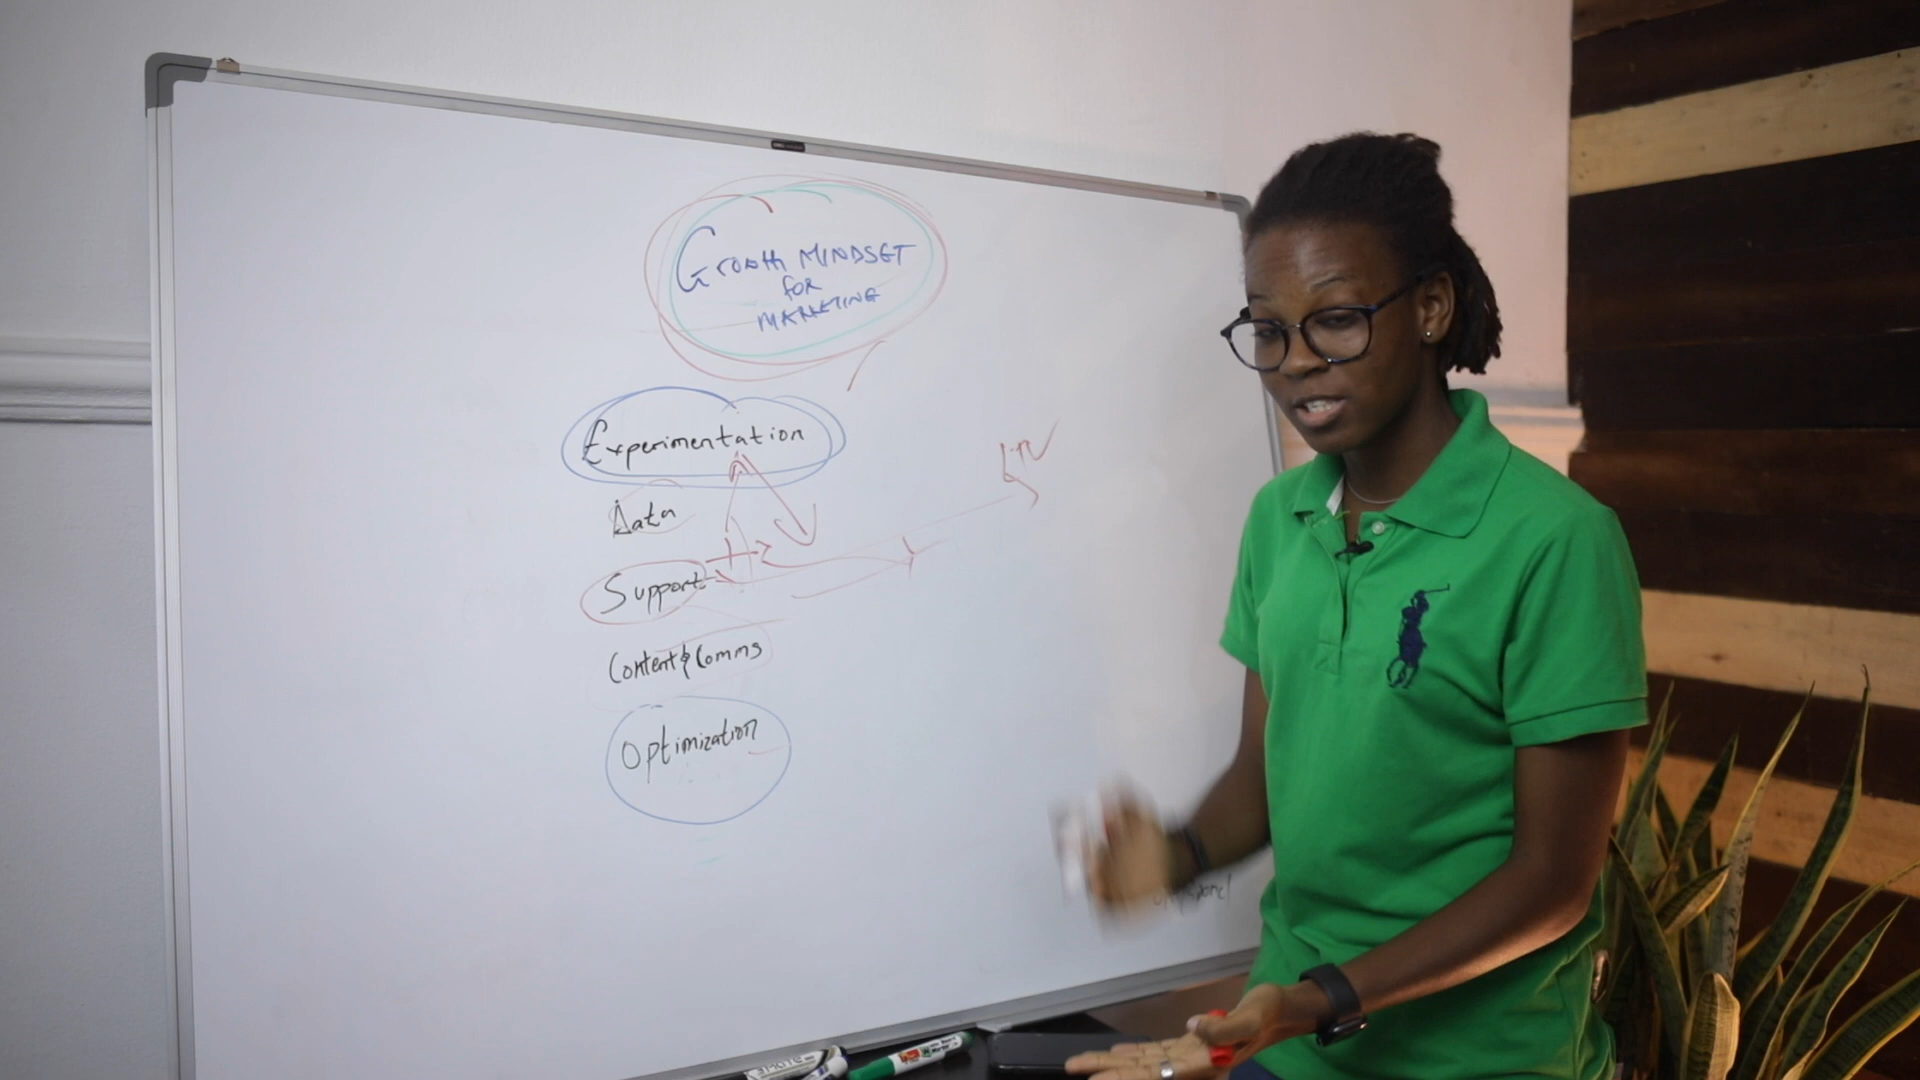 Growth MINDSET
FOR
MARKETING
Experimentation
Data
Support
Content & Comms
Optimization